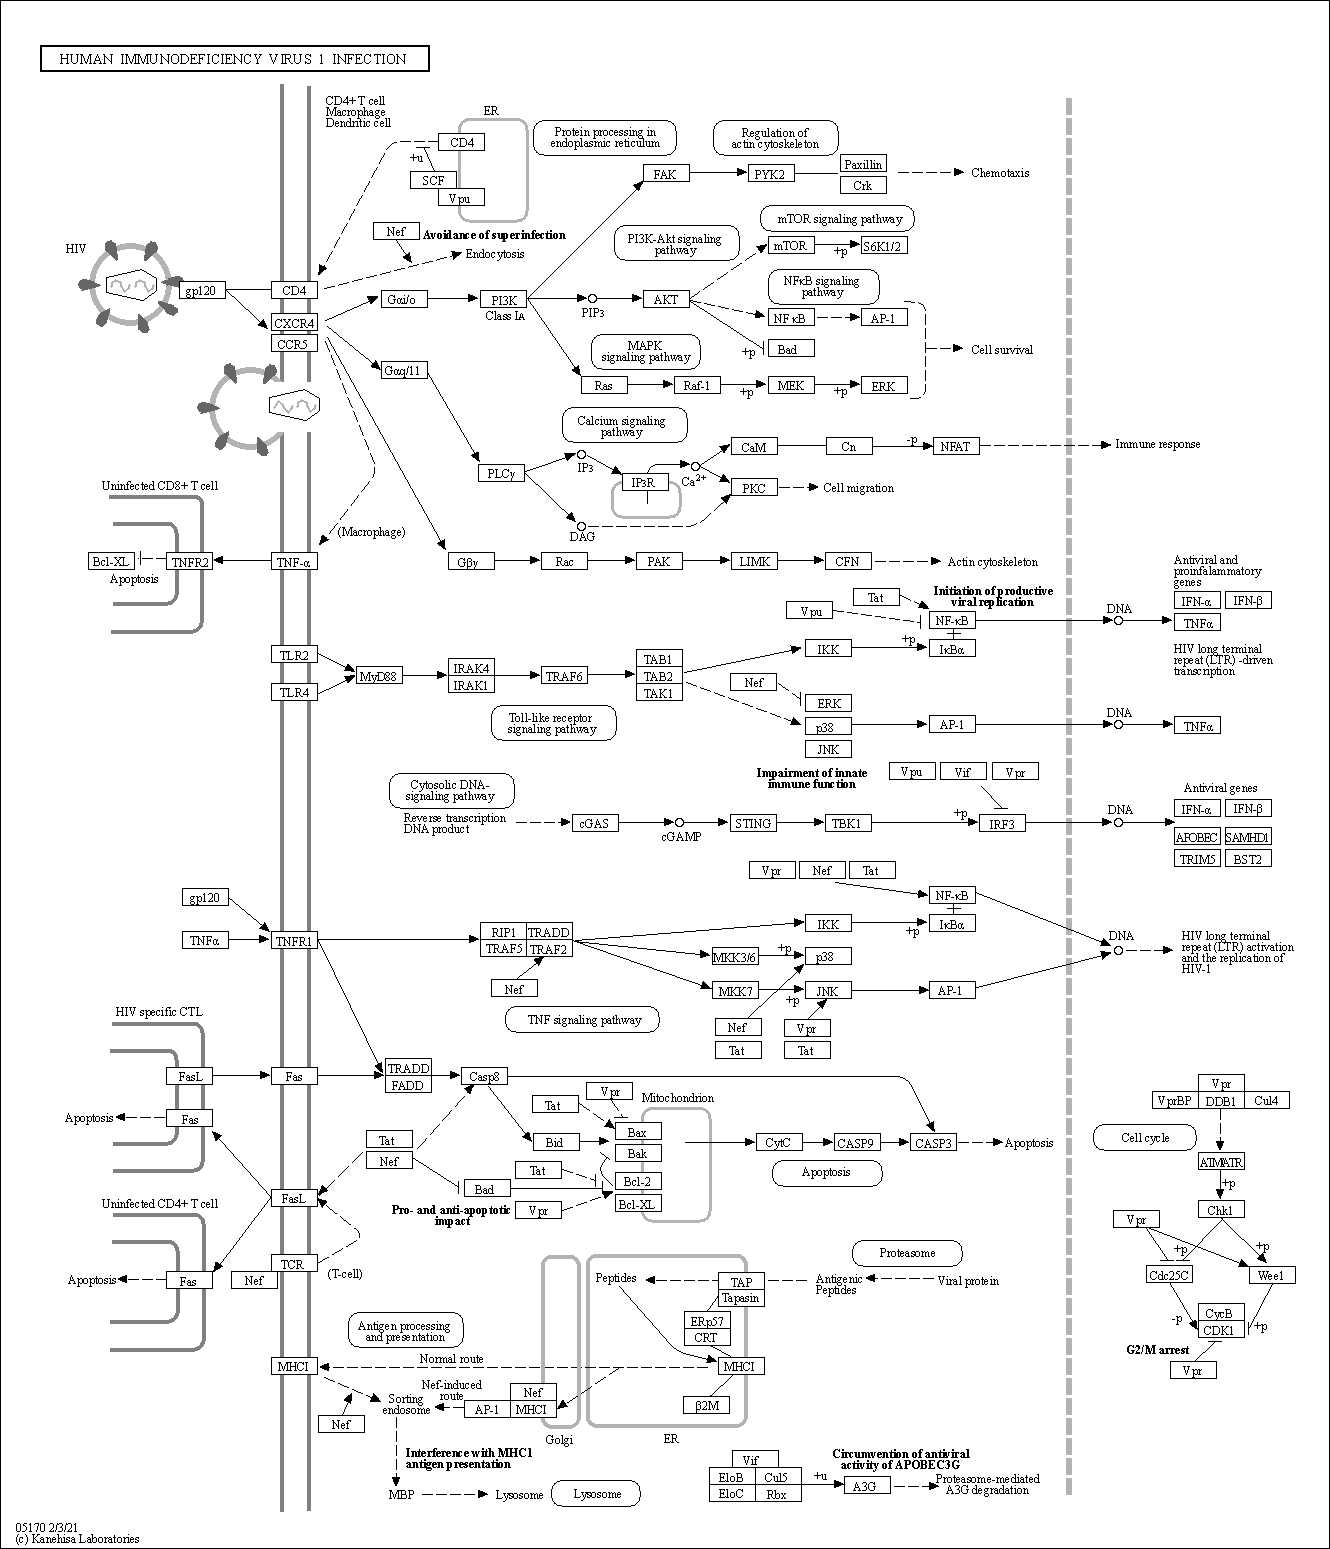 HUMAN IMMUNODEFICIENCY VIRUS 1 INFECTION
CD4+ T cell
Macrophage
Dendritic cell
ER
CD4
+u
SCF
Vpu
Protein processing in
endoplasmic reticulum
Regulation of
actin cytoskeleton
FAK
PYK2
Paxillin
Crk
Chemotaxis
HIV
gp120
CD4
CXCR4
CCR5
Nef
Avoidance of superinfection
Endocytosis
PI3K-Akt signaling
pathway
mTOR signaling pathway
mTOR
+p
S6K1/2
Gαi/o
PI3K
Class IA
PIP3
AKT
NFκB signaling
pathway
NFκB
AP-1
+p
Bad
Cell survival
MAPK
signaling pathway
Gαq/11
Ras
Raf-1
+p
MEK
+p
ERK
Calcium signaling
pathway
PLCγ
IP3
IP3R
Ca2+
CaM
Cn
-p
NFAT
Immune response
PKC
Cell migration
DAG
Uninfected CD8+ T cell
(Macrophage)
Bcl-XL
TNFR2
TNF-α
Apoptosis
Gβγ
Rac
PAK
LIMK
CFN
Actin cytoskeleton
Antiviral and
proinfalammatory
genes
IFN-α
IFN-β
TNFα
Initiation of productive
viral replication
Tat
Vpu
NF-κB
DNA
+p
IKK
IκBα
HIV long terminal
repeat (LTR) -driven
transcription
TLR2
TLR4
MyD88
IRAK4
IRAK1
TRAF6
TAB1
TAB2
TAK1
Nef
ERK
p38
JNK
AP-1
DNA
TNFα
Toll-like receptor
signaling pathway
Impairment of innate
immune function
Vpu
Vif
Vpr
Cytosolic DNA-
signaling pathway
Reverse transcription
DNA product
cGAS
cGAMP
STING
TBK1
+p
IRF3
DNA
Antiviral genes
IFN-α
IFN-β
APOBEC
SAMHD1
TRIM5
BST2
Vpr
Nef
Tat
gp120
TNFα
TNFR1
RIP1
TRADD
TRAF5
TRAF2
Nef
IKK
+p
NF-κB
IκBα
MKK3/6
+p
p38
MKK7
+p
JNK
AP-1
DNA
HIV long terminal
repeat (LTR) activation
and the replication of
HIV-1
Nef
Tat
Vpr
Tat
TNF signaling pathway
HIV specific CTL
FasL
Fas
Fas
Apoptosis
TRADD
FADD
Casp8
Vpr
Tat
Mitochondrion
Bax
Bak
Bcl-2
Bcl-XL
Bid
Tat
Nef
Tat
Bad
Vpr
Pro- and anti-apoptotic
impact
CytC
CASP9
CASP3
Apoptosis
Apoptosis
Vpr
VprBP
DDB1
Cul4
Cell cycle
ATM/ATR
+p
Chk1
Vpr
+p
+p
Cdc25C
Wee1
-p
CycB
CDK1
+p
G2/M arrest
Vpr
Uninfected CD4+ T cell
FasL
TCR
(T-cell)
Nef
Fas
Apoptosis
Proteasome
Peptides
TAP
Tapasin
Antigenic
Peptides
Viral protein
ERp57
CRT
MHCI
β2M
Antigen processing
and presentation
Normal route
MHCI
Nef-induced
route
Nef
AP-1
MHCI
Sorting
endosome
Nef
Golgi
ER
Interference with MHC1
antigen presentation
MBP
Lysosome
Lysosome
Vif
EloB
Cul5
EloC
Rbx
+u
A3G
Circumvention of antiviral
activity of APOBEC3G
Proteasome-mediated
A3G degradation
05170 2/3/21
(c) Kanehisa Laboratories